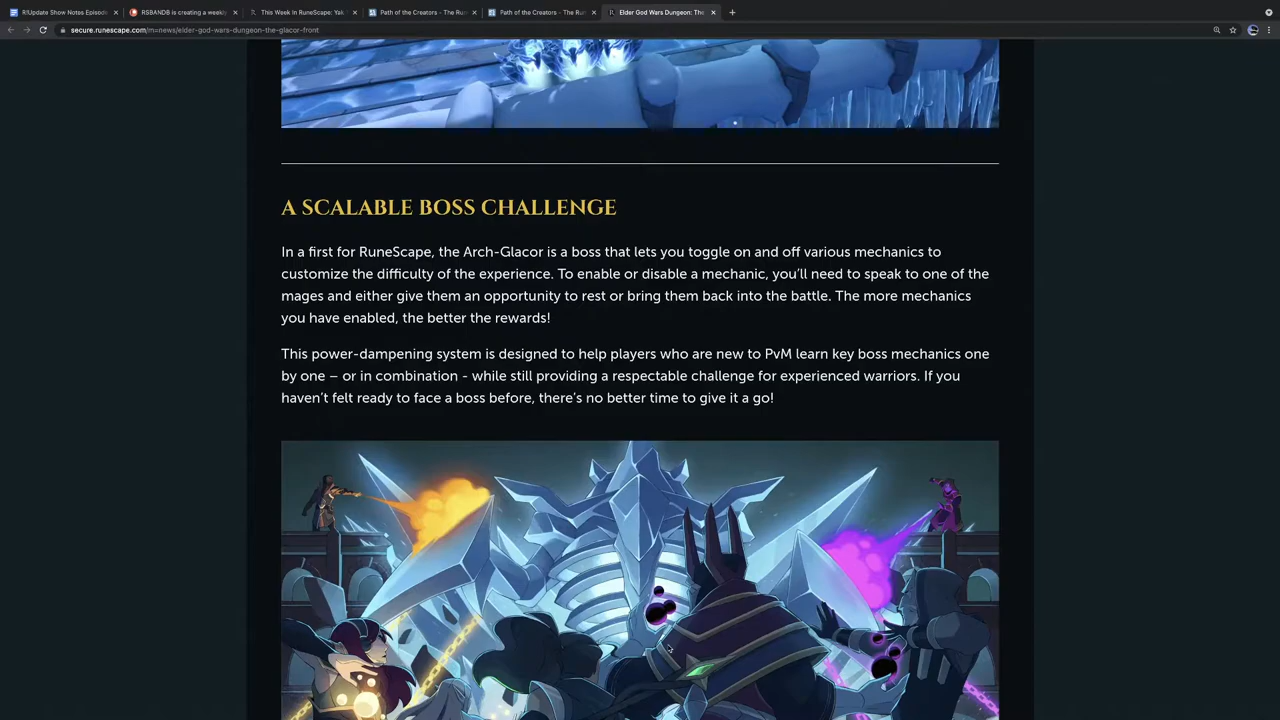 R!Update Show Notes Episode
RSBANDB is creating a weekly
This Week In RuneScape: Yak
Path of the Creators - The Run
Path of the Creators - The Run
Elder God Wars Dungeon: The
secure.runescape.com/m=news/elder-god-wars-dungeon-the-glacor-front
A SCALABLE BOSS CHALLENGE
In a first for RuneScape, the Arch-Glacor is a boss that lets you toggle on and off various mechanics to
customize the difficulty of the experience. To enable or disable a mechanic, you'll need to speak to one of the
mages and either give them an opportunity to rest or bring them back into the battle. The more mechanics
you have enabled, the better the rewards!
This power-dampening system is designed to help players who are new to PvM learn key boss mechanics one
by one – or in combination - while still providing a respectable challenge for experienced warriors. If you
haven't felt ready to face a boss before, there's no better time to give it a go!